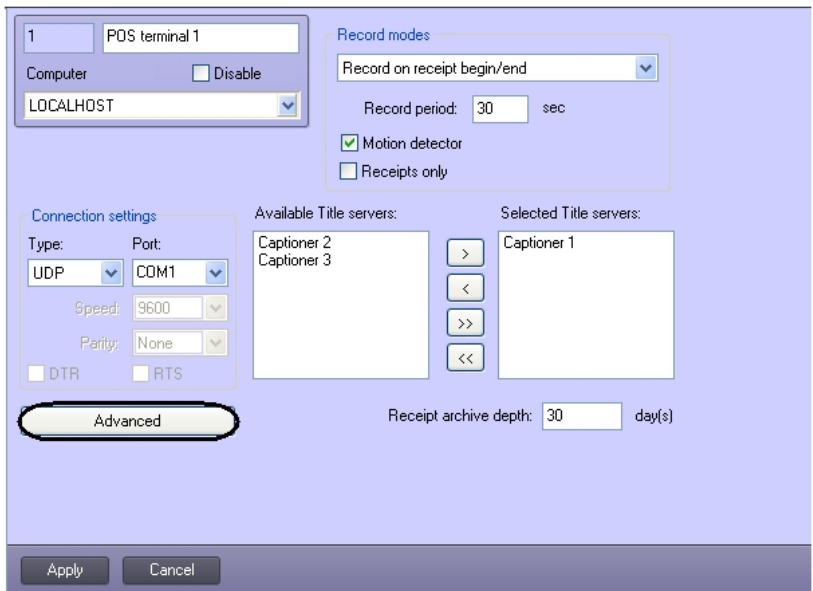 1
POS terminal 1
Computer
Disable
LOCALHOST
Record modes
Record on receipt begin/end
Record period: 30 sec
Motion detector
Receipts only
Connection settings
Type: Port:
UDP COM1
Speed: 9600
Parity: None
DTR RTS
Advanced
Available Title servers:
Captioner 2
Captioner 3
>
<
>>
<<
Selected Title servers:
Captioner 1
Receipt archive depth: 30 day(s)
Apply Cancel